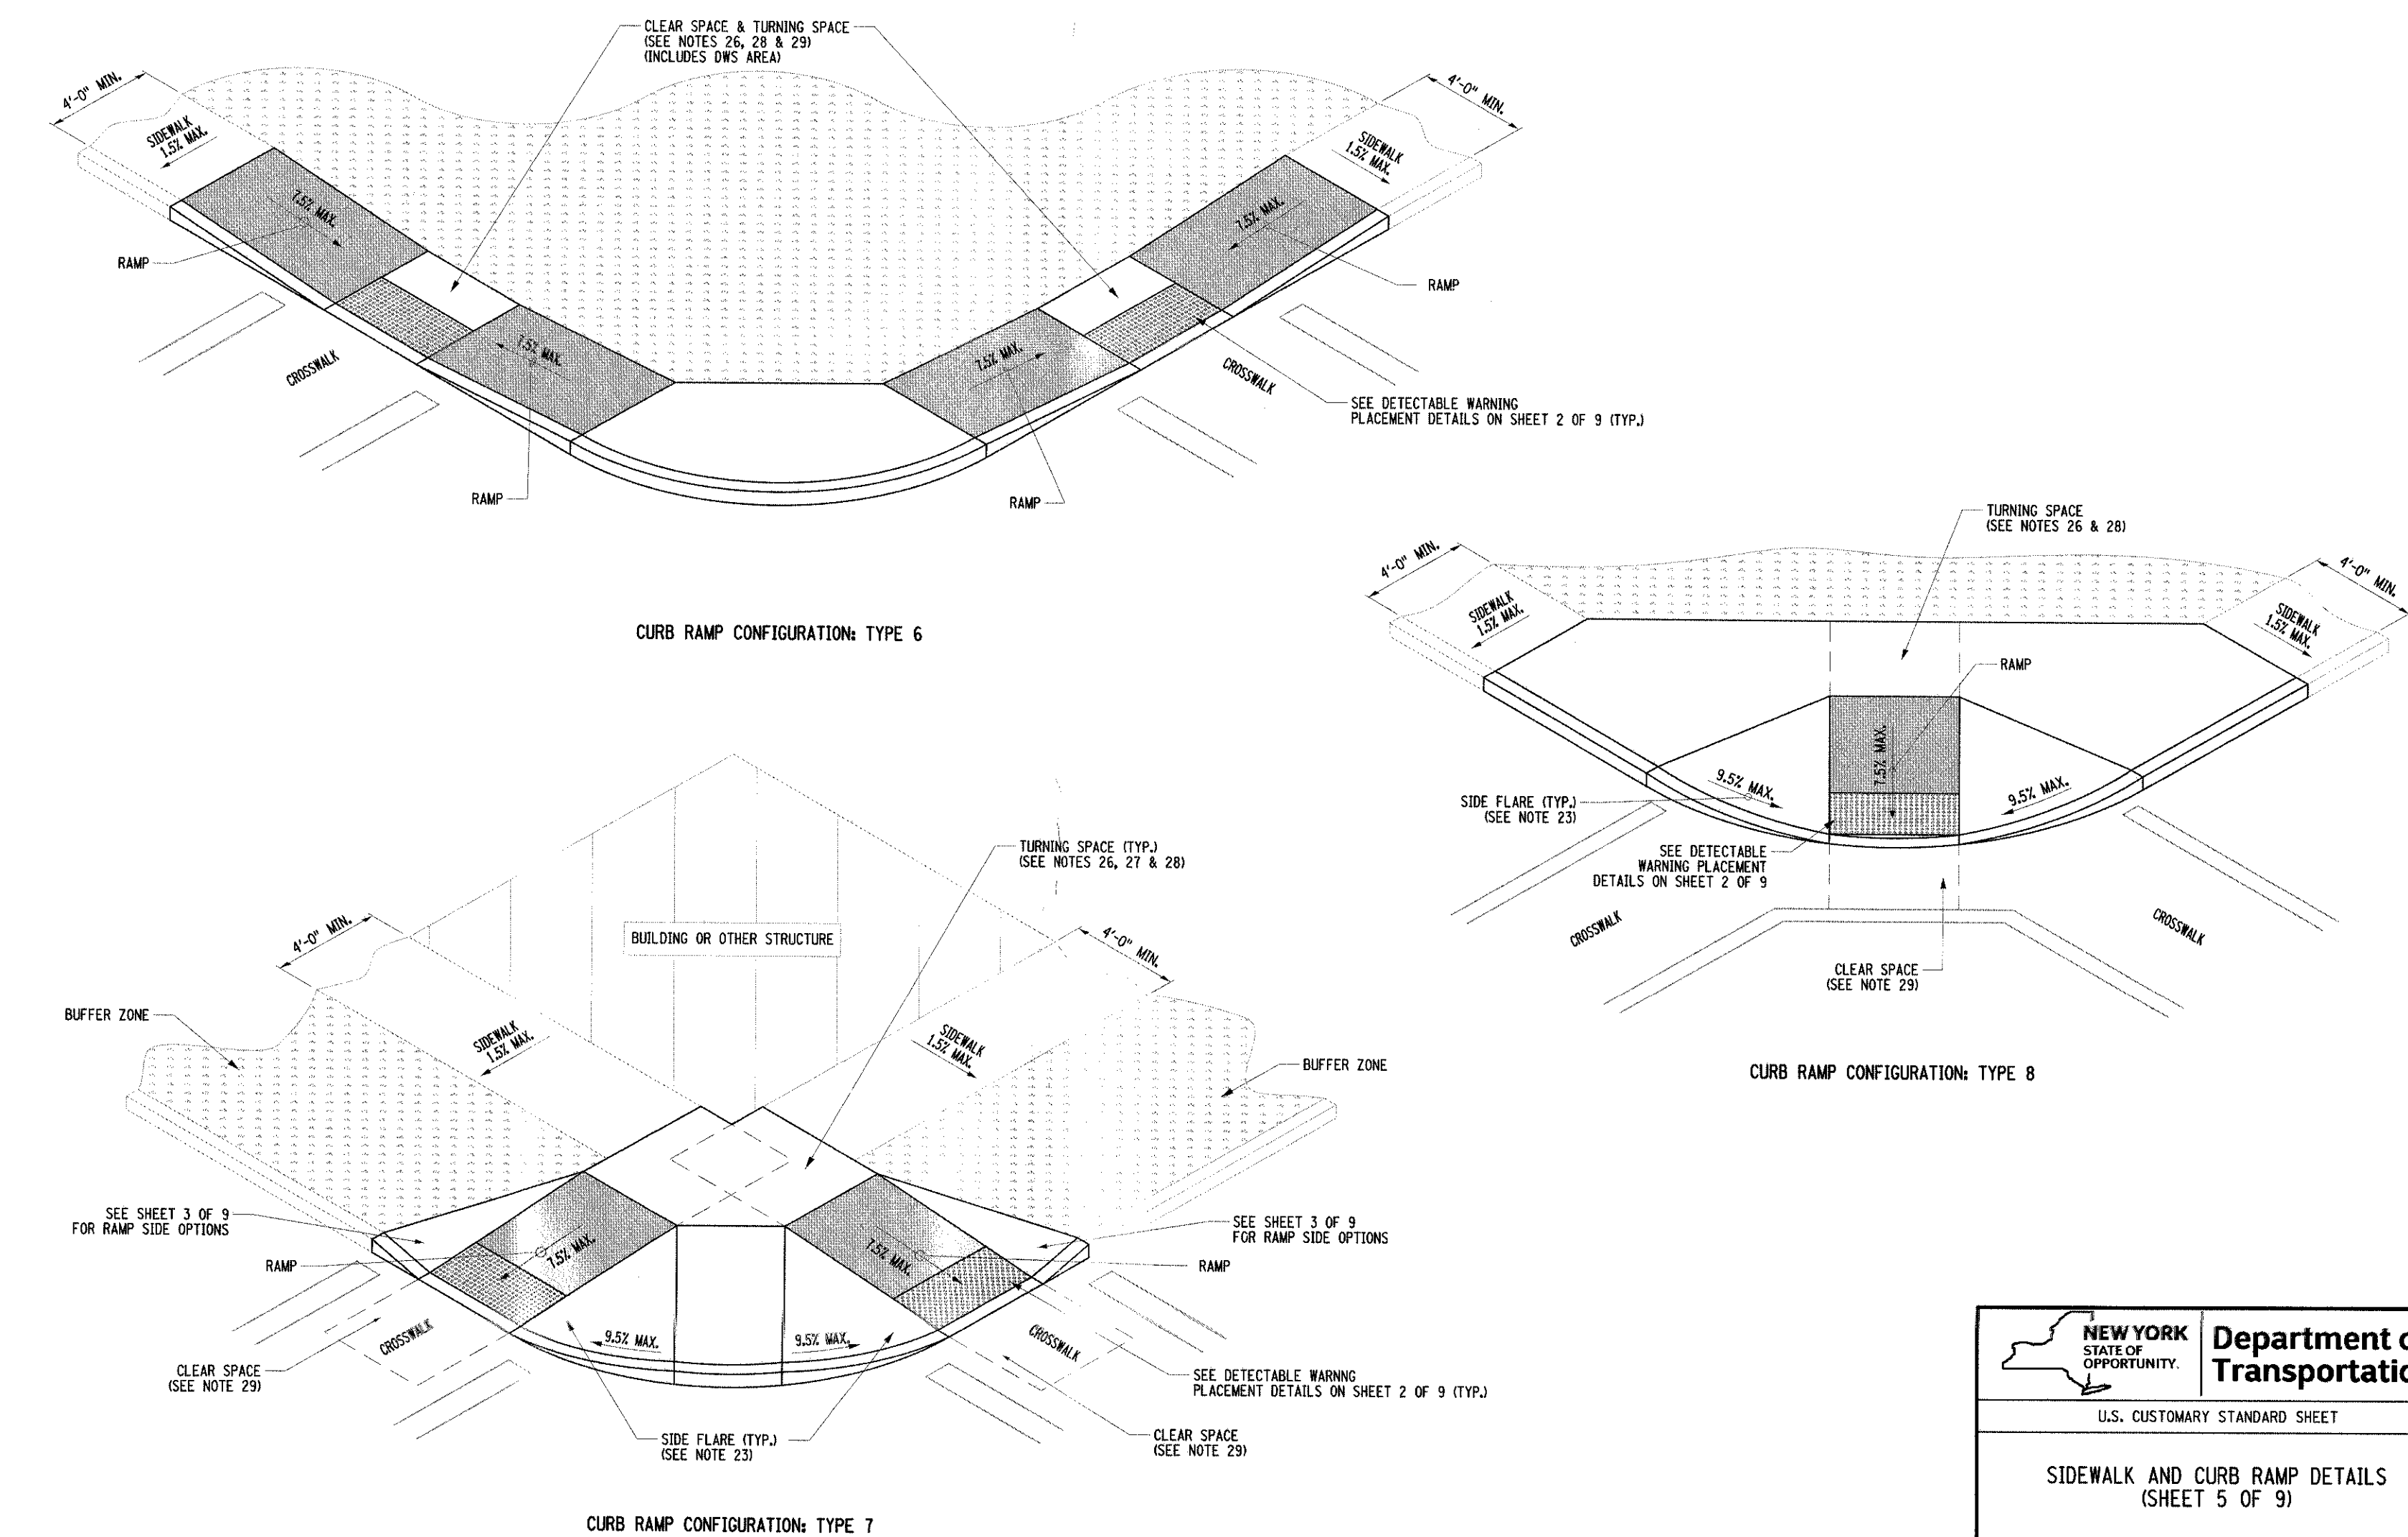 CLEAR SPACE & TURNING SPACE
(SEE NOTES 26, 28 & 29)
(INCLUDES DWS AREA)
4'-0" MIN.
SIDEWALK
1.5% MAX.
7.5% MAX.
RAMP
CROSSWALK
7.5% MAX.
RAMP
4'-0" MIN.
SIDEWALK
1.5% MAX.
7.5% MAX.
RAMP
7.5% MAX.
RAMP
CROSSWALK
SEE DETECTABLE WARNING
PLACEMENT DETAILS ON SHEET 2 OF 9 (TYP.)
CURB RAMP CONFIGURATION: TYPE 6
TURNING SPACE
(SEE NOTES 26 & 28)
4'-0" MIN.
SIDEWALK
1.5% MAX.
4'-0" MIN.
SIDEWALK
1.5% MAX.
RAMP
7.5% MAX.
9.5% MAX.
9.5% MAX.
SIDE FLARE (TYP.)
(SEE NOTE 23)
SEE DETECTABLE
WARNING PLACEMENT
DETAILS ON SHEET 2 OF 9
CROSSWALK
CROSSWALK
CLEAR SPACE
(SEE NOTE 29)
CURB RAMP CONFIGURATION: TYPE 8
TURNING SPACE (TYP.)
(SEE NOTES 26, 27 & 28)
BUILDING OR OTHER STRUCTURE
4'-0" MIN.
4'-0" MIN.
BUFFER ZONE
SIDEWALK
1.5% MAX.
SIDEWALK
1.5% MAX.
BUFFER ZONE
SEE SHEET 3 OF 9
FOR RAMP SIDE OPTIONS
SEE SHEET 3 OF 9
FOR RAMP SIDE OPTIONS
RAMP
7.5% MAX.
7.5% MAX.
RAMP
CROSSWALK
9.5% MAX.
9.5% MAX.
CROSSWALK
CLEAR SPACE
(SEE NOTE 29)
SEE DETECTABLE WARNNG
PLACEMENT DETAILS ON SHEET 2 OF 9 (TYP.)
SIDE FLARE (TYP.)
(SEE NOTE 23)
CLEAR SPACE
(SEE NOTE 29)
CURB RAMP CONFIGURATION: TYPE 7
NEW YORK
STATE OF
OPPORTUNITY.
Department o
Transportatio
U.S. CUSTOMARY STANDARD SHEET
SIDEWALK AND CURB RAMP DETAILS
(SHEET 5 OF 9)